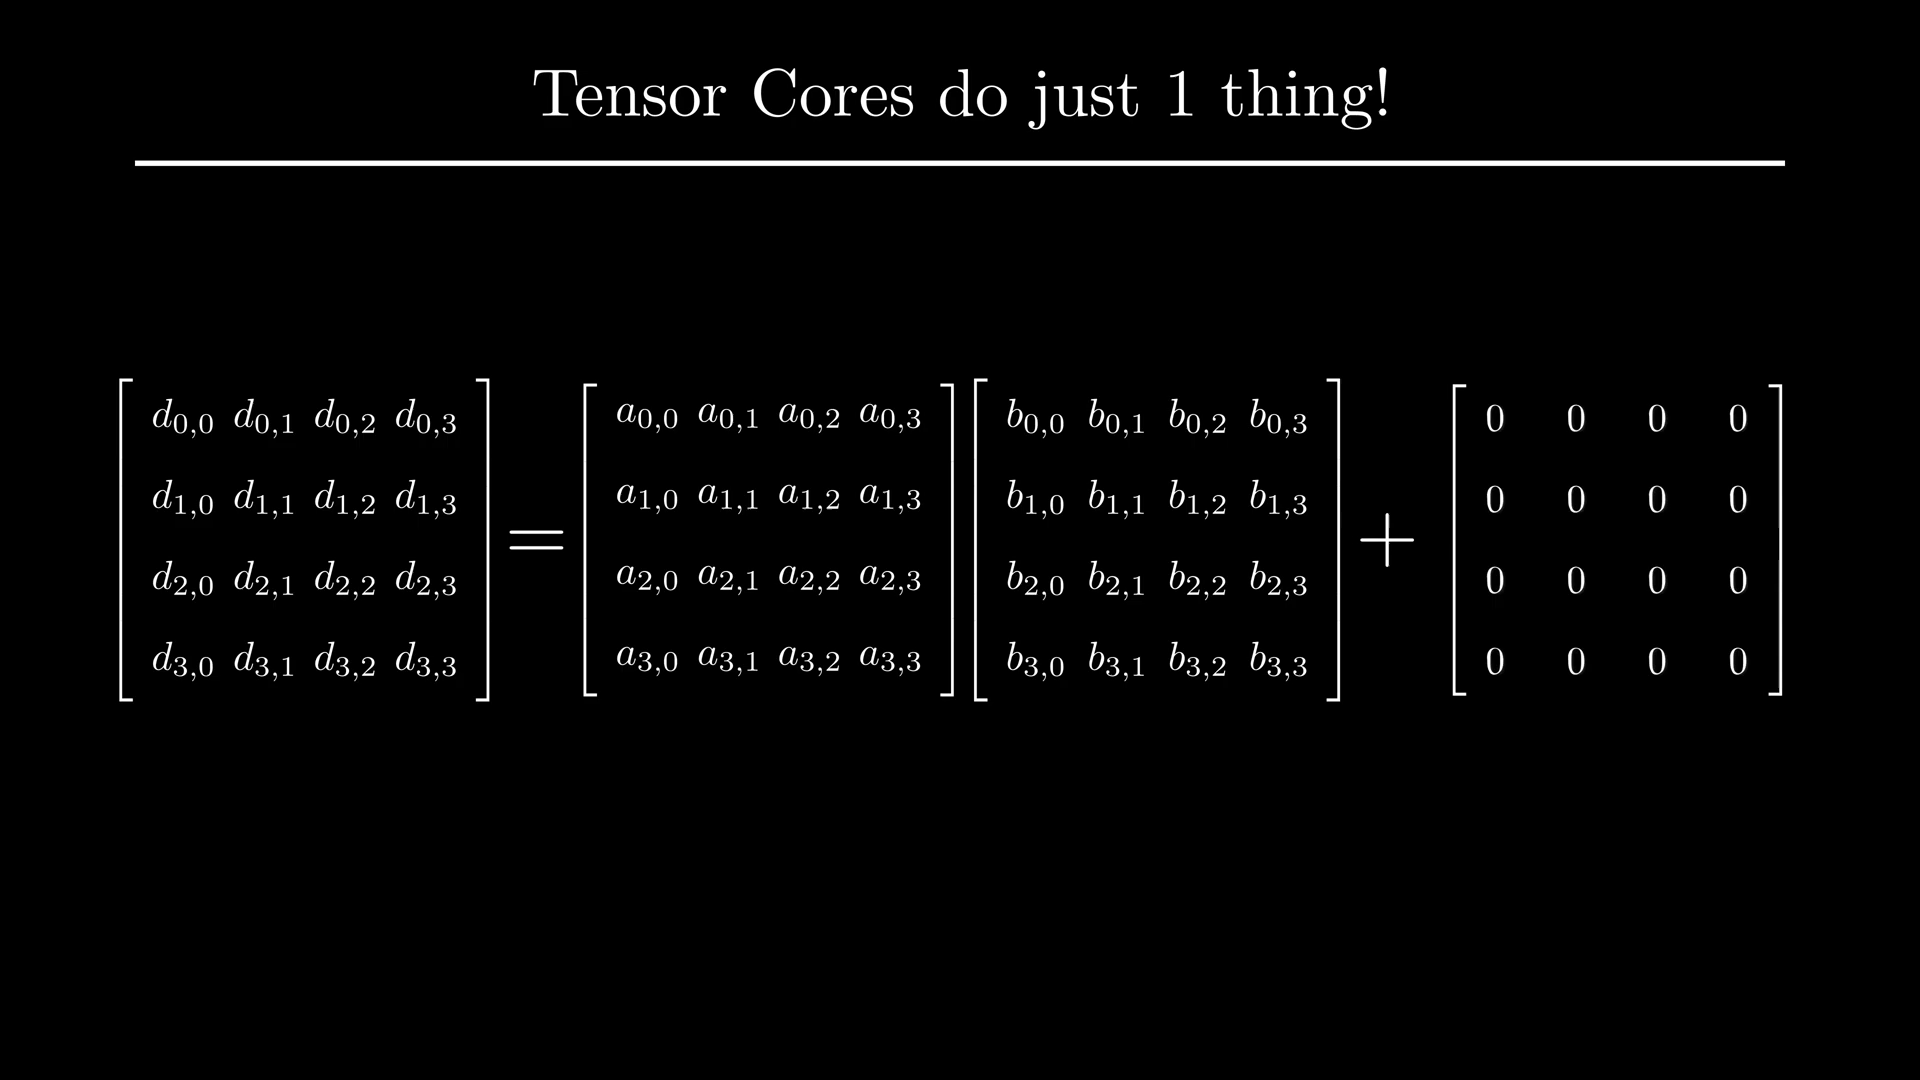 Tensor Cores do just 1 thing!
d0,0 d0,1 d0,2 d0,3 a0,0 a0,1 a0,2 a0,3 b0,0 b0,1 b0,2 b0,3 0 0 0 0
d1,0 d1,1 d1,2 d1,3 a1,0 a1,1 a1,2 a1,3 b1,0 b1,1 b1,2 b1,3 0 0 0 0
= +
d2,0 d2,1 d2,2 d2,3 a2,0 a2,1 a2,2 a2,3 b2,0 b2,1 b2,2 b2,3 0 0 0 0
d3,0 d3,1 d3,2 d3,3 a3,0 a3,1 a3,2 a3,3 b3,0 b3,1 b3,2 b3,3 0 0 0 0